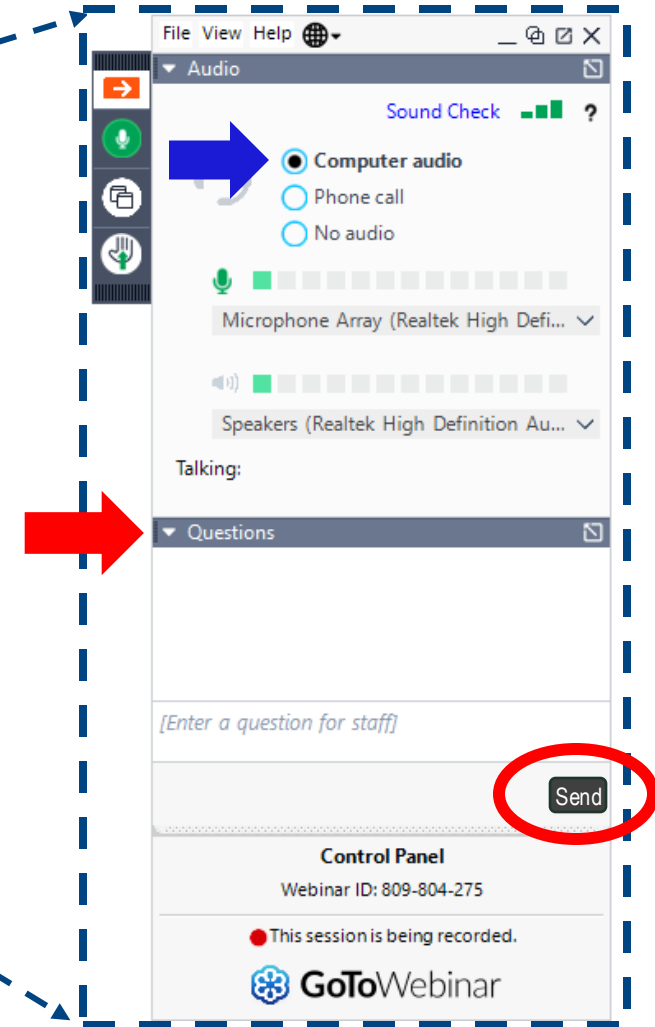 File View Help
Audio
Sound Check ?
Computer audio
Phone call
No audio
Microphone Array (Realtek High Defi...
Speakers (Realtek High Definition Au...
Talking:
Questions
[Enter a question for staff]
Send
Control Panel
Webinar ID: 809-804-275
This session is being recorded.
GoToWebinar